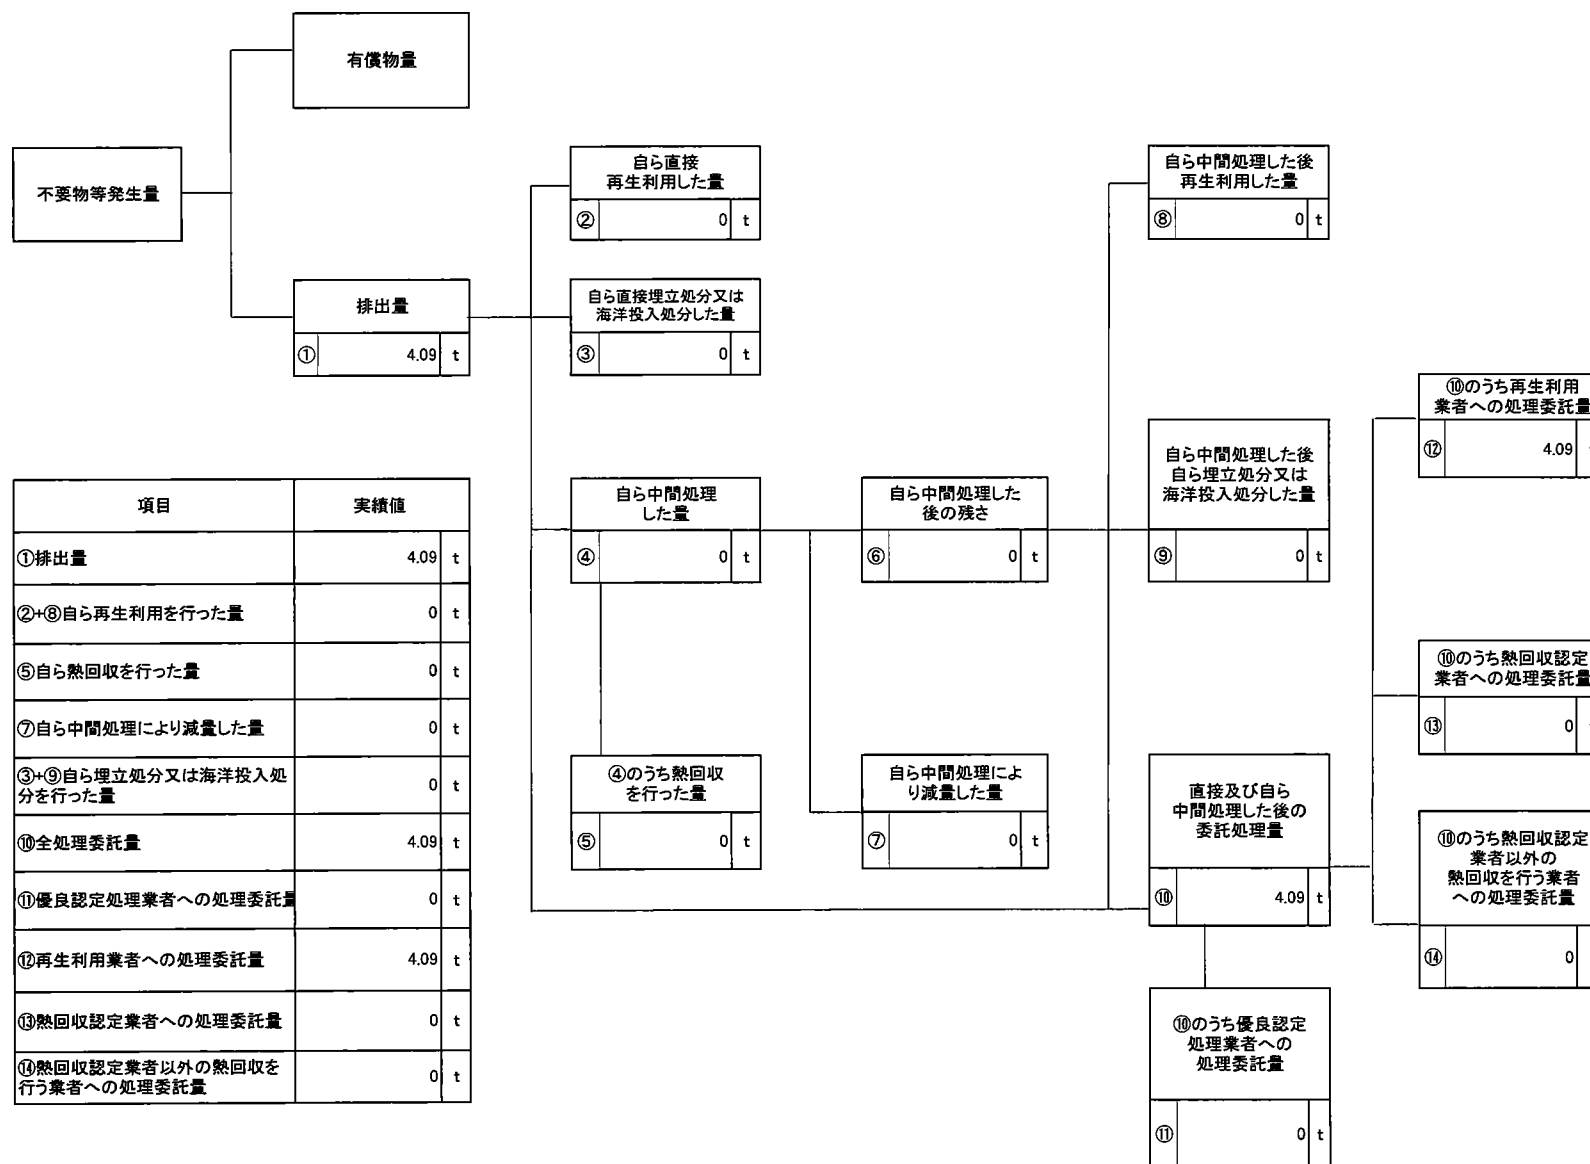 有償物量
不要物等発生量
排出量
① 4.09 t
自ら直接
再生利用した量
② 0 t
自ら直接埋立処分又は
海洋投入処分した量
③ 0 t
自ら中間処理
した量
④ 0 t
④のうち熱回収
を行った量
⑤ 0 t
自ら中間処理した
後の残さ
⑥ 0 t
自ら中間処理によ
り減量した量
⑦ 0 t
自ら中間処理した後
再生利用した量
⑧ 0 t
自ら中間処理した後
自ら埋立処分又は
海洋投入処分した量
⑨ 0 t
直接及び自ら
中間処理した後の
委託処理量
⑩ 4.09 t
⑩のうち優良認定
処理業者への
処理委託量
⑪ 0 t
⑩のうち再生利用
業者への処理委託量
⑫ 4.09
⑩のうち熱回収認定
業者への処理委託量
⑬ 0
⑩のうち熱回収認定
業者以外の
熱回収を行う業者
への処理委託量
⑭ 0
項目 実績値
①排出量 4.09 t
②+⑧自ら再生利用を行った量 0 t
⑤自ら熱回収を行った量 0 t
⑦自ら中間処理により減量した量 0 t
③+⑨自ら埋立処分又は海洋投入処
分を行った量 0 t
⑩全処理委託量 4.09 t
⑪優良認定処理業者への処理委託量 0 t
⑫再生利用業者への処理委託量 4.09 t
⑬熱回収認定業者への処理委託量 0 t
⑭熱回収認定業者以外の熱回収を
行う業者への処理委託量 0 t